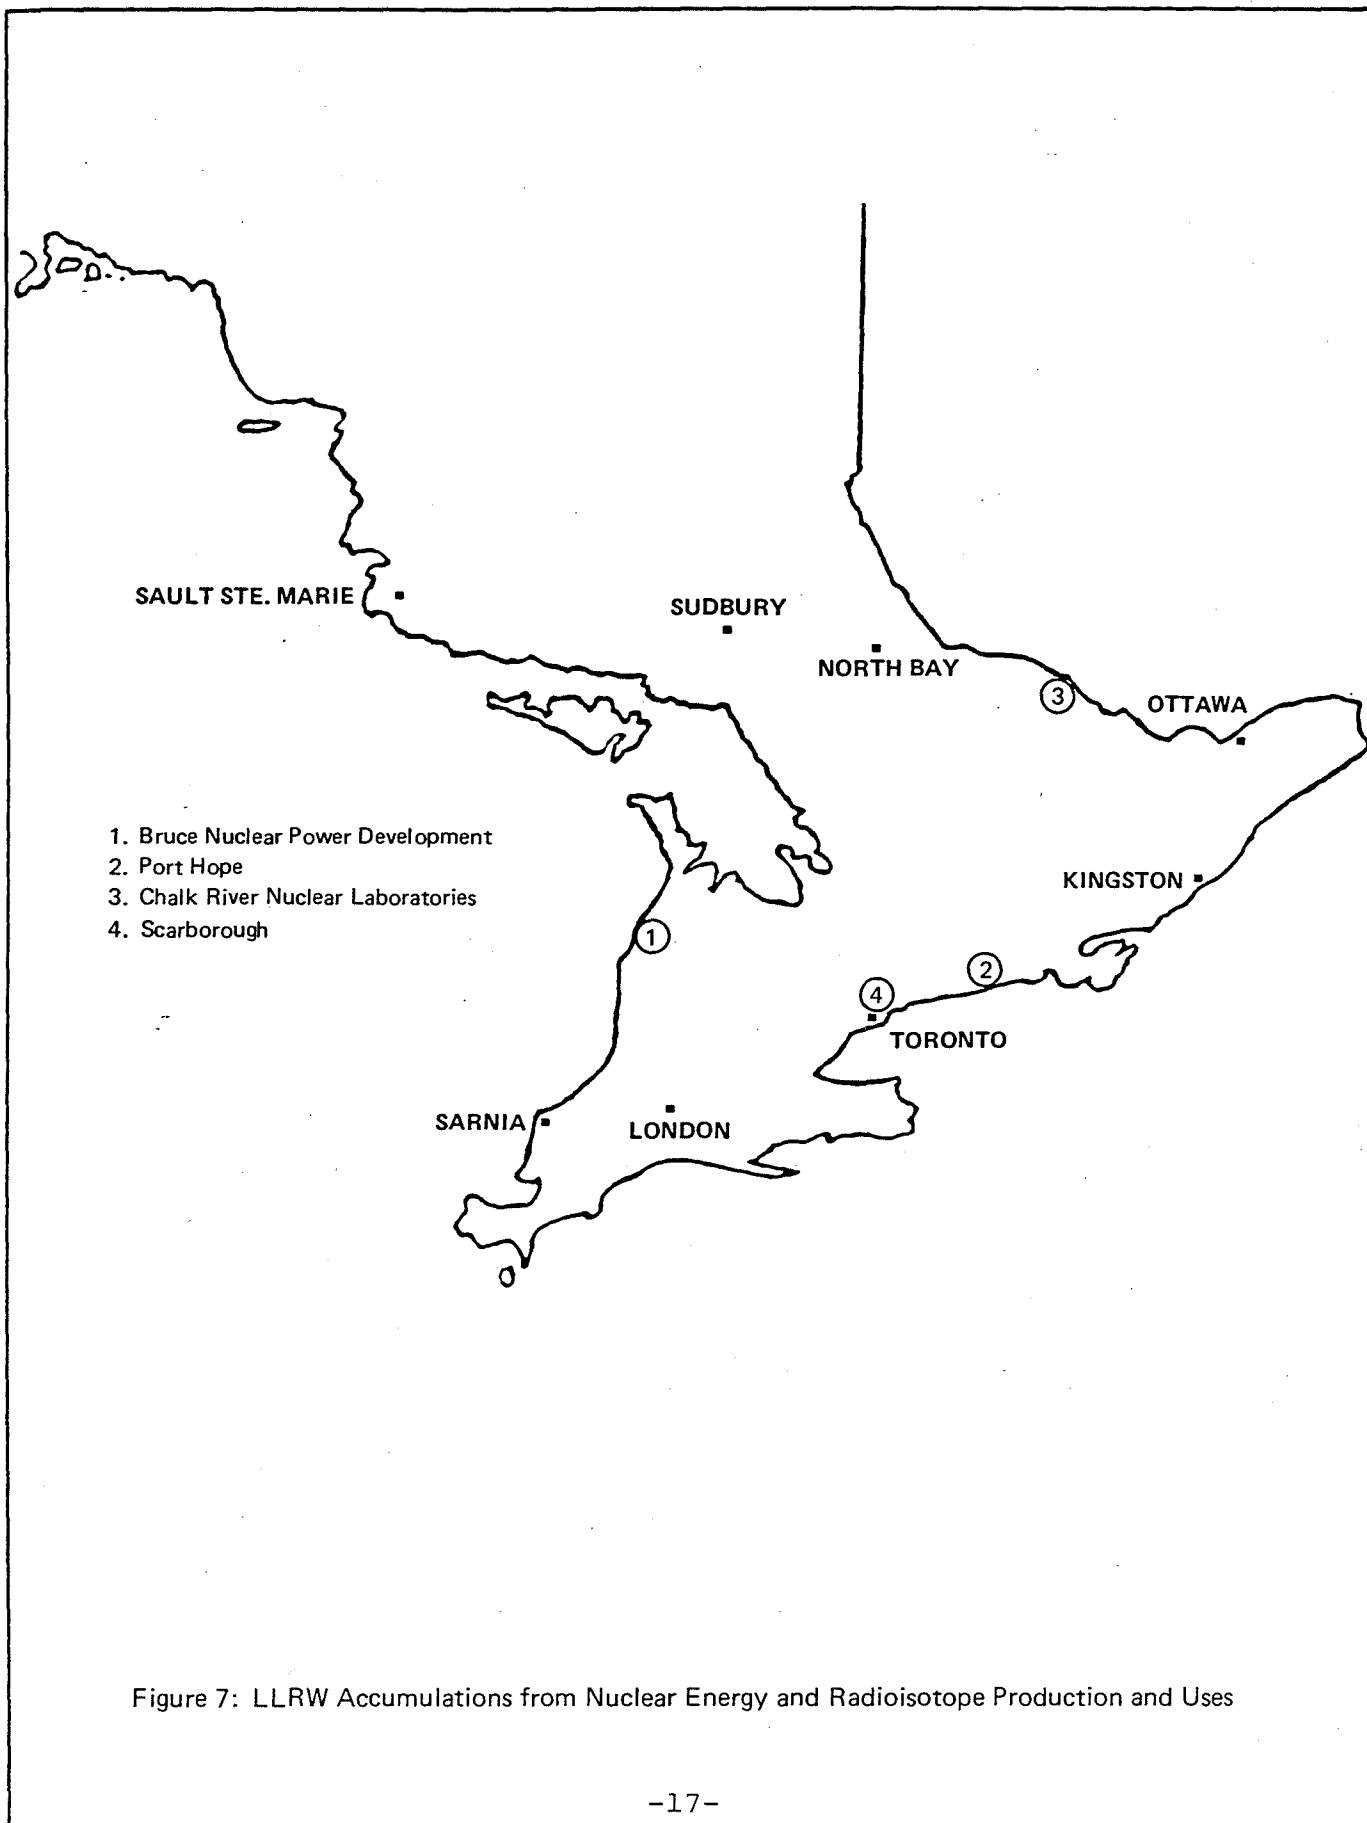 SAULT STE. MARIE
SUDBURY
NORTH BAY
3
OTTAWA
1. Bruce Nuclear Power Development
2. Port Hope
3. Chalk River Nuclear Laboratories
4. Scarborough
KINGSTON
1
2
4
TORONTO
SARNIA
LONDON
Figure 7: LLRW Accumulations from Nuclear Energy and Radioisotope Production and Uses
-17-